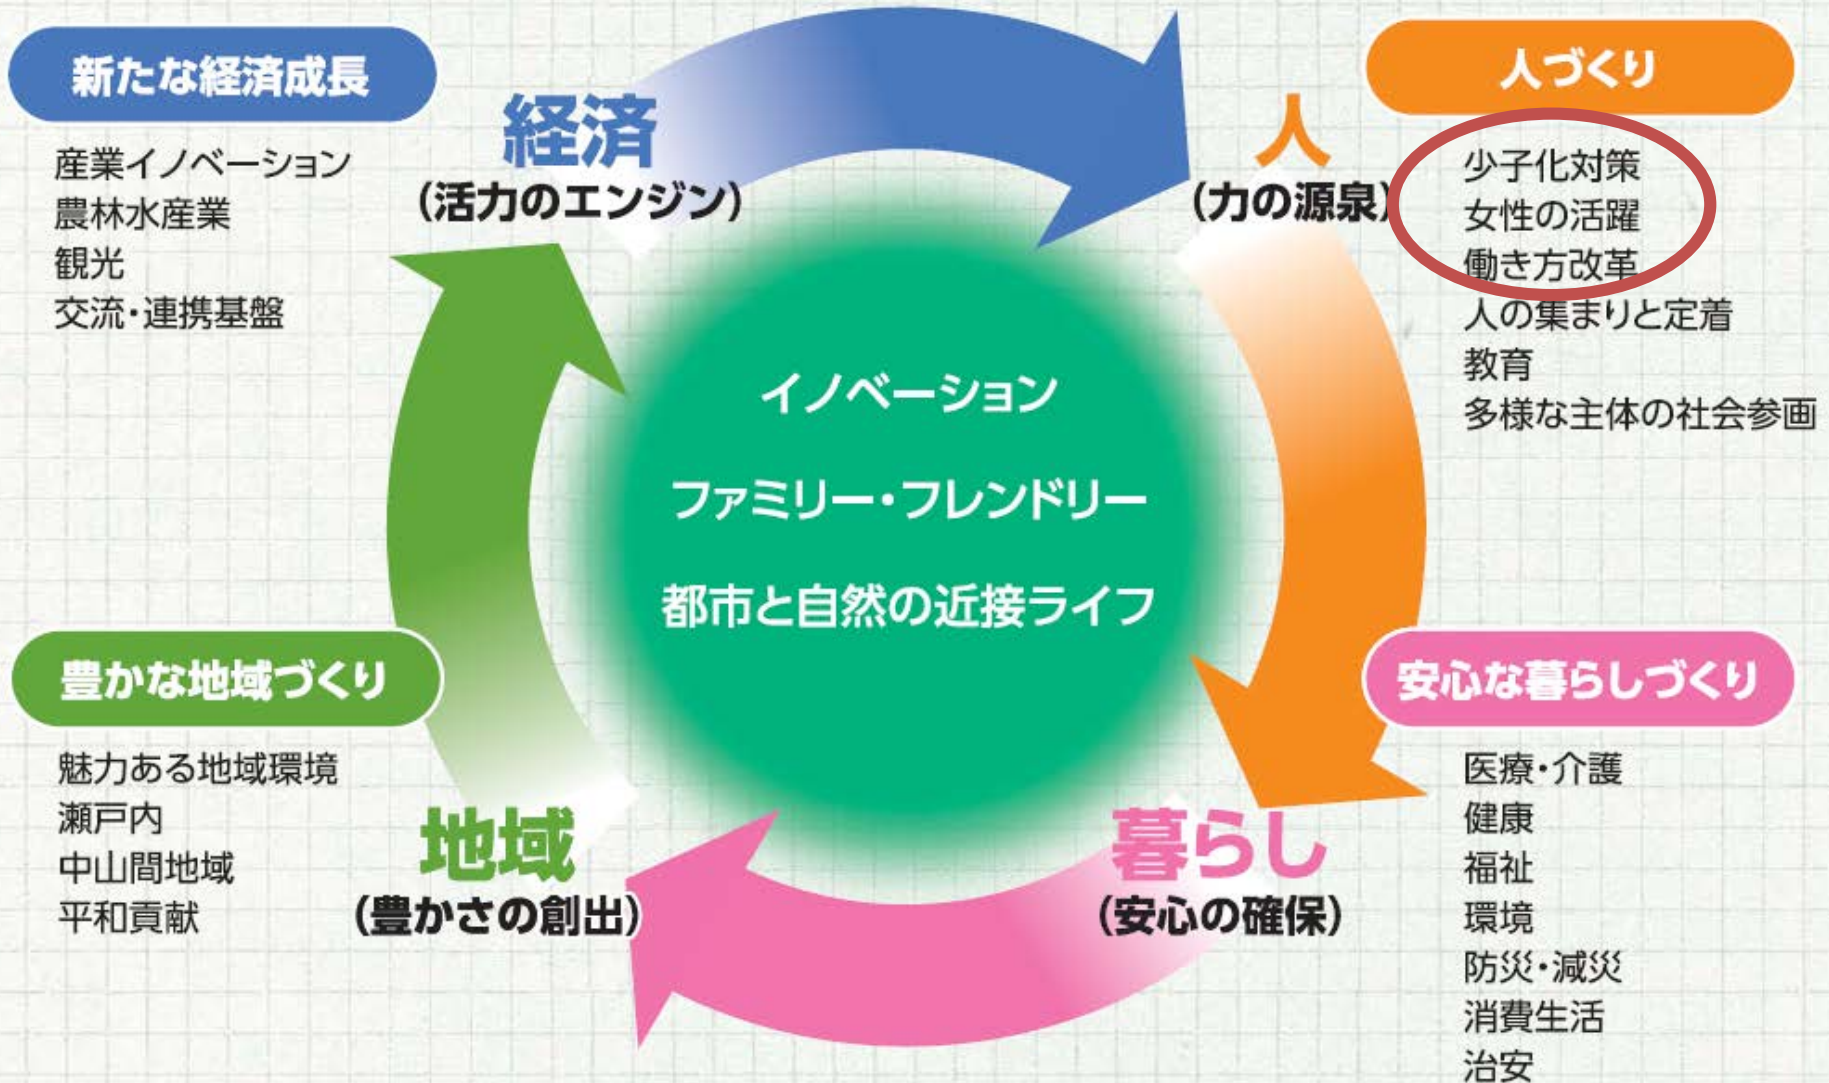 新たな経済成長
産業イノベーション
農林水産業
観光
交流・連携基盤
経済
(活力のエンジン)
人
(力の源泉)
人づくり
少子化対策
女性の活躍
働き方改革
人の集まりと定着
教育
多様な主体の社会参画
イノベーション
ファミリー・フレンドリー
都市と自然の近接ライフ
豊かな地域づくり
魅力ある地域環境
瀬戸内
中山間地域
平和貢献
地域
(豊かさの創出)
暮らし
(安心の確保)
安心な暮らしづくり
医療・介護
健康
福祉
環境
防災・減災
消費生活
治安